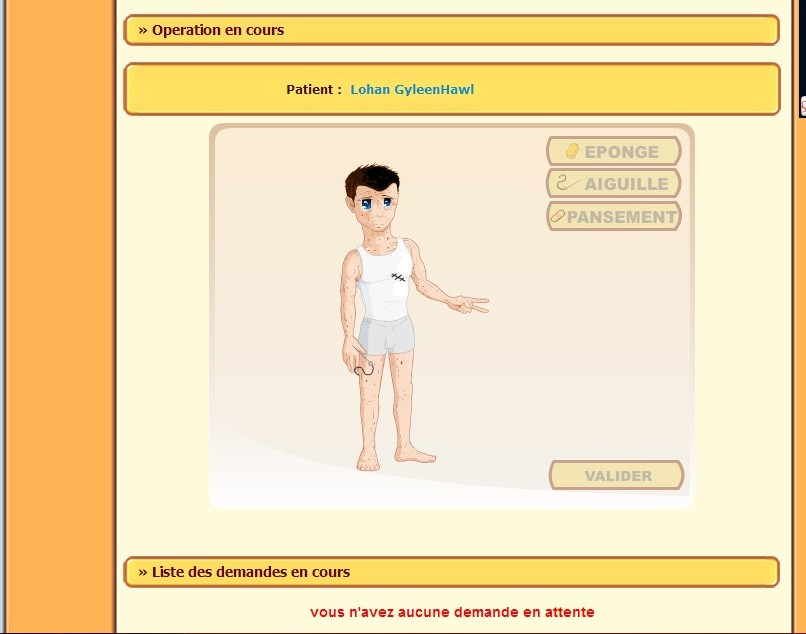 » Operation en cours
Patient : Lohan GyleenHawl
EPONGE
AIGUILLE
PANSEMENT
VALIDER
» Liste des demandes en cours
vous n'avez aucune demande en attente